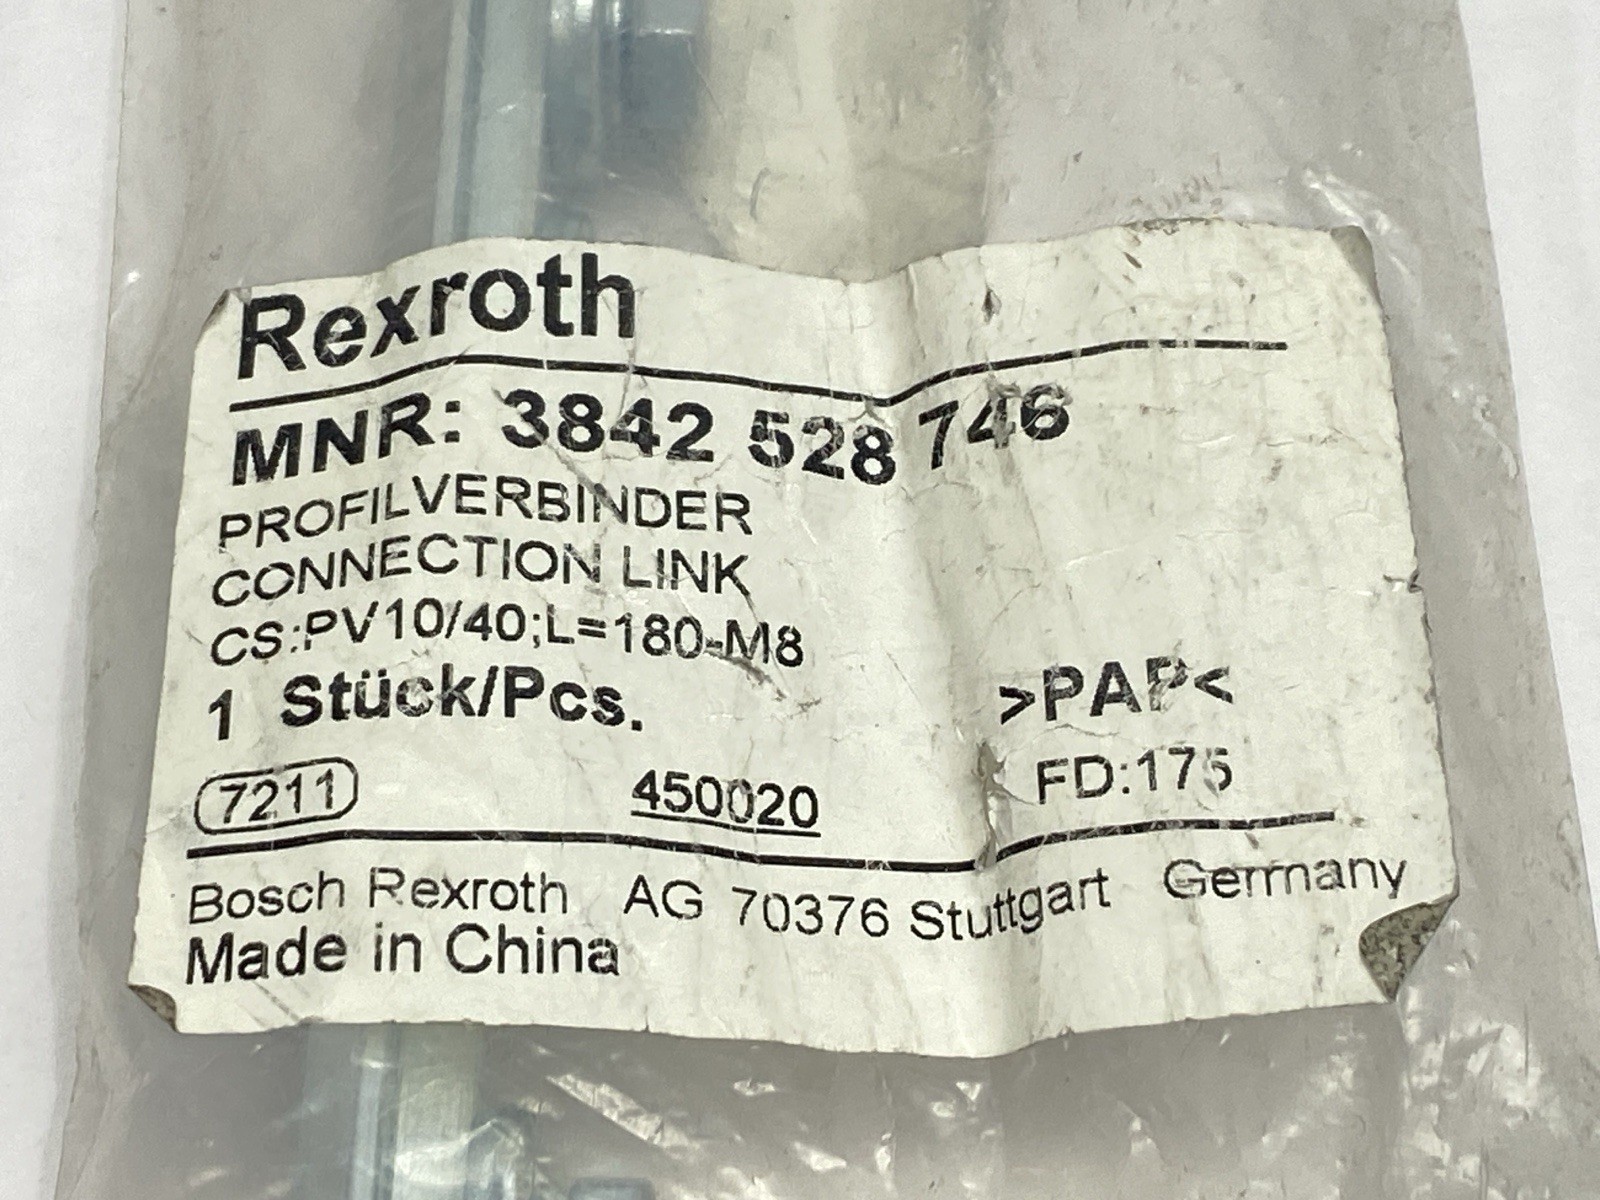 Rexroth
MNR: 3842 528 746
PROFILVERBINDER
CONNECTION LINK
CS:PV10/40;L=180-M8
1 Stück/Pcs.
>PAP<
7211 450020 FD:175
Bosch Rexroth AG 70376 Stuttgart Germany
Made in China